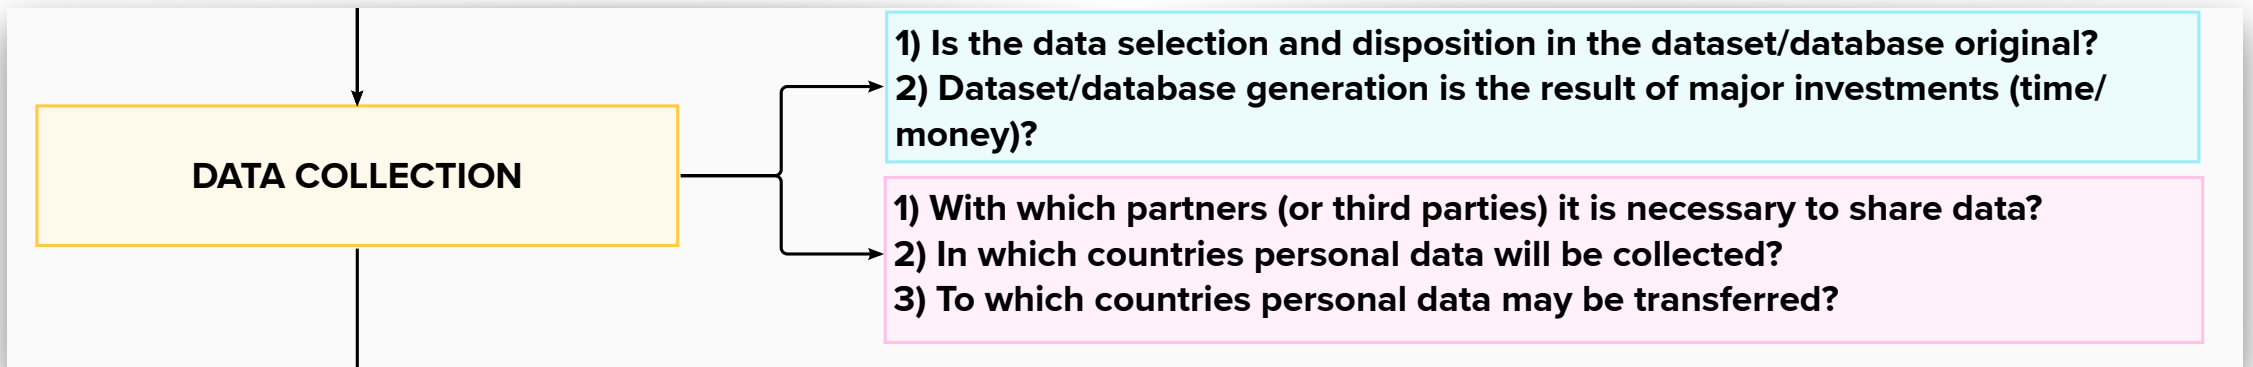 DATA COLLECTION
1) Is the data selection and disposition in the dataset/database original?
2) Dataset/database generation is the result of major investments (time/
money)?
1) With which partners (or third parties) it is necessary to share data?
2) In which countries personal data will be collected?
3) To which countries personal data may be transferred?